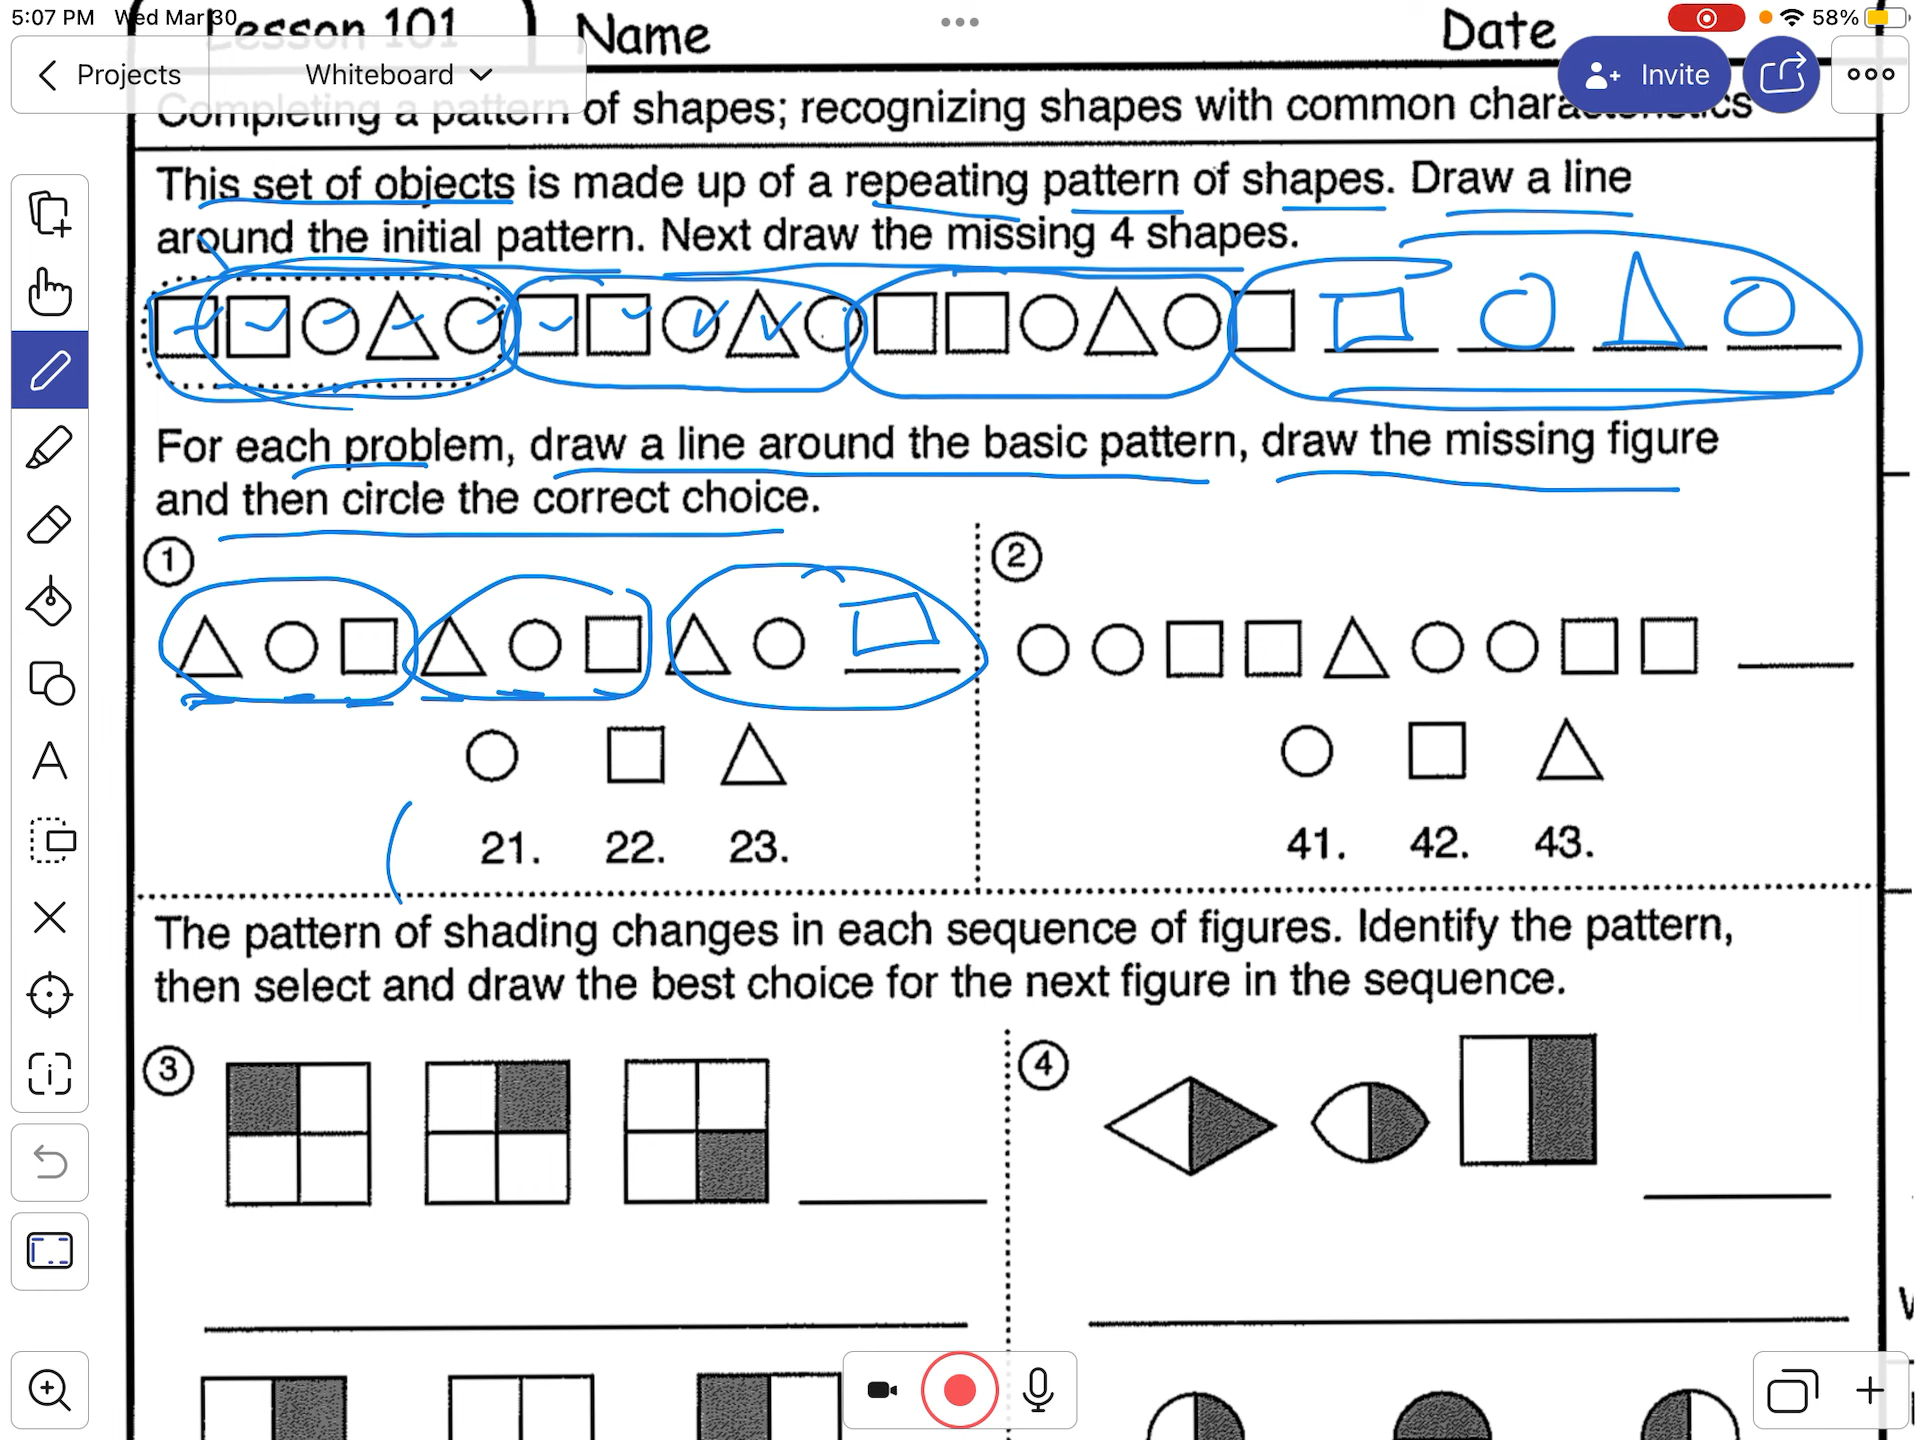 5:07 PM Wed Mar 30
58%
Lesson 101 Name Date
Projects Whiteboard
Invite
Completing a pattern of shapes; recognizing shapes with common characteristics
This set of objects is made up of a repeating pattern of shapes. Draw a line
around the initial pattern. Next draw the missing 4 shapes.
For each problem, draw a line around the basic pattern, draw the missing figure
and then circle the correct choice.
1 2
21. 22. 23.
41. 42. 43.
The pattern of shading changes in each sequence of figures. Identify the pattern,
then select and draw the best choice for the next figure in the sequence.
3 4